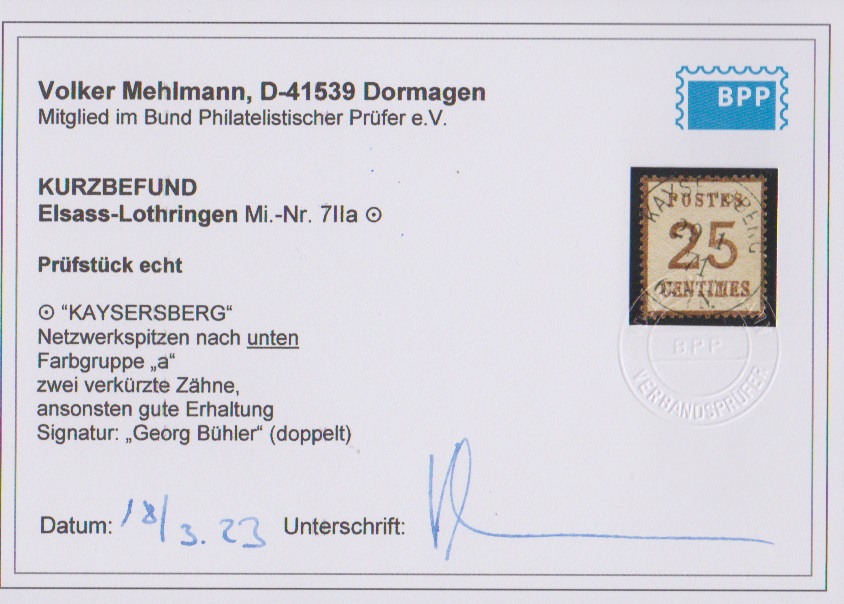 Volker Mehlmann, D-41539 Dormagen
Mitglied im Bund Philatelistischer Prüfer e.V.
BPP
KURZBEFUND
Elsass-Lothringen Mi.-Nr. 7IIa ⊙
Prüfstück echt
POSTES
25
CENTIMES
⊙ "KAYSERSBERG"
Netzwerkspitzen nach unten
Farbgruppe „a"
zwei verkürzte Zähne,
ansonsten gute Erhaltung
Signatur: „Georg Bühler" (doppelt)
BPP
VERBANDSPRÜFER
Datum: 18/3.23 Unterschrift: